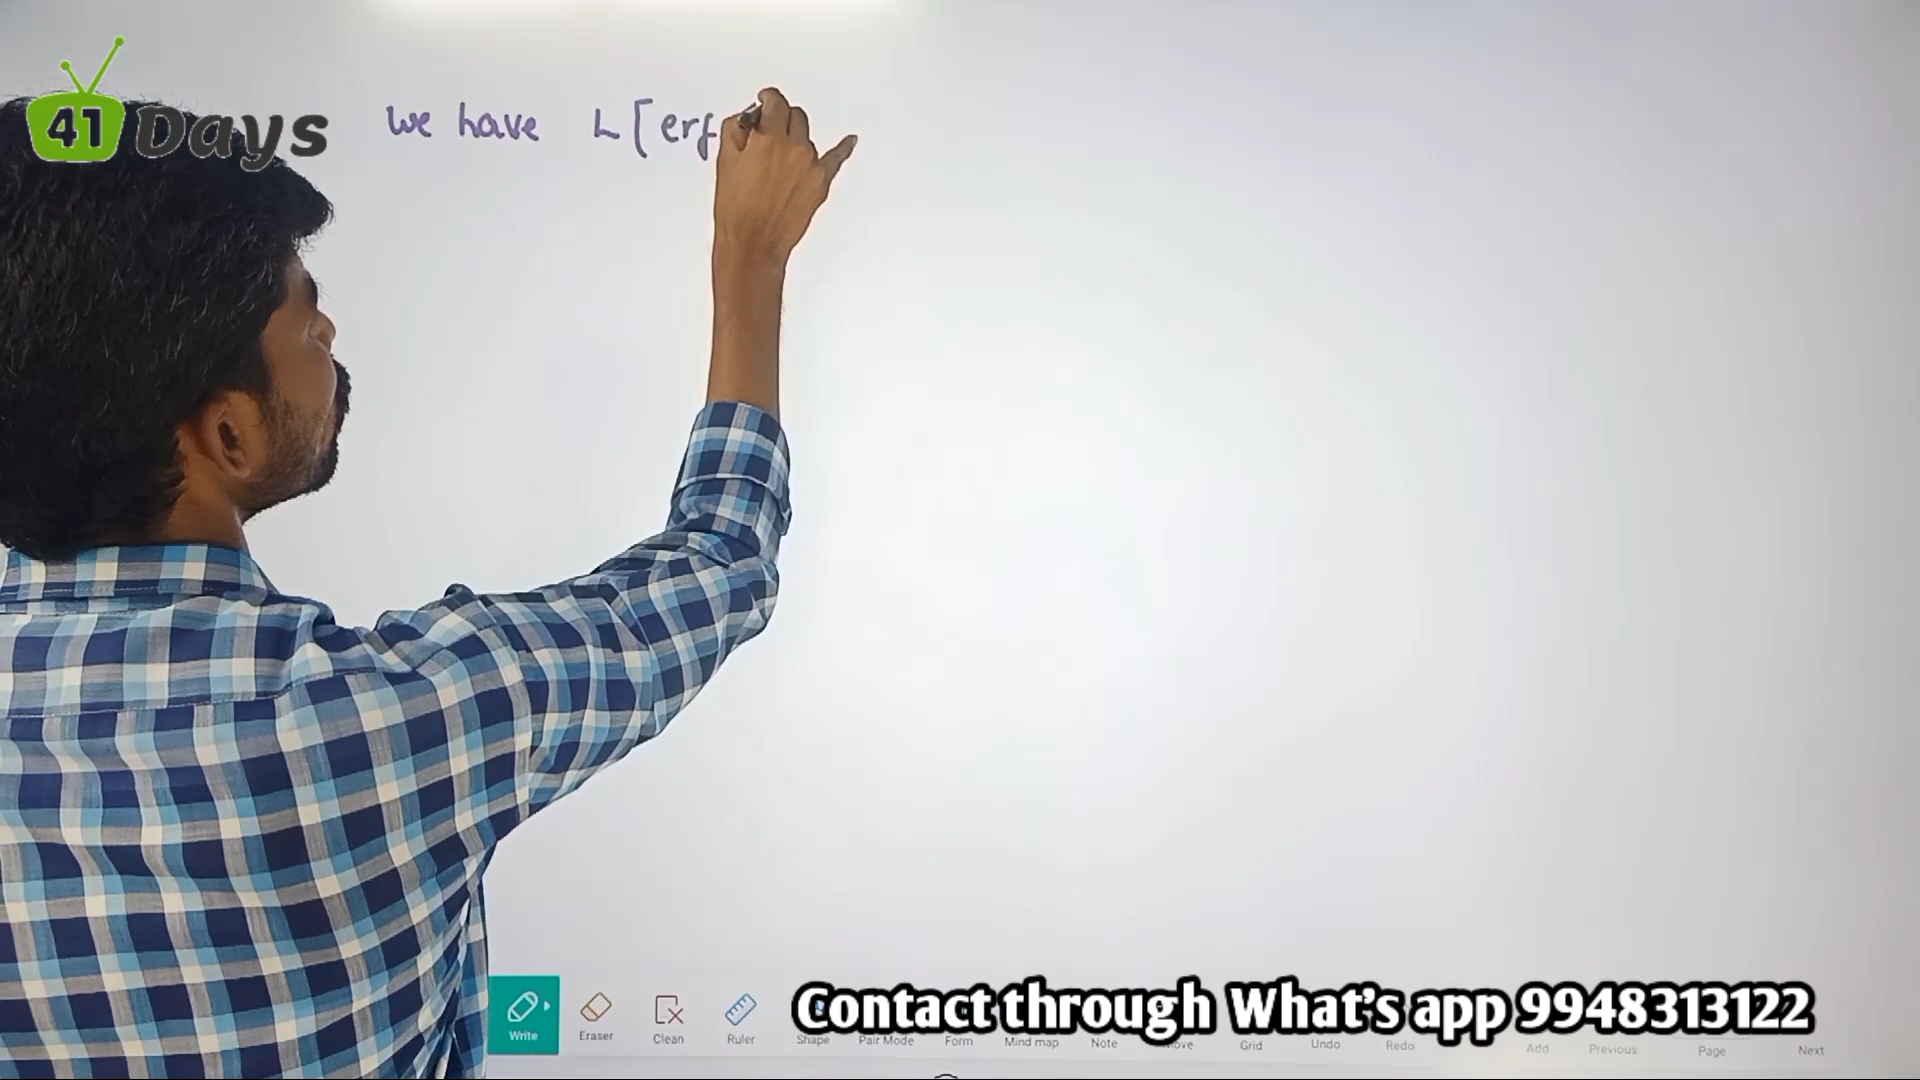 41 Days
we have L[erf
Write
Eraser
Clean
Ruler
Shape
Pair Mode
Form
Mind map
Note
Move
Grid
Undo
Redo
Add
Previous
Page
Next
Contact through What's app 9948313122